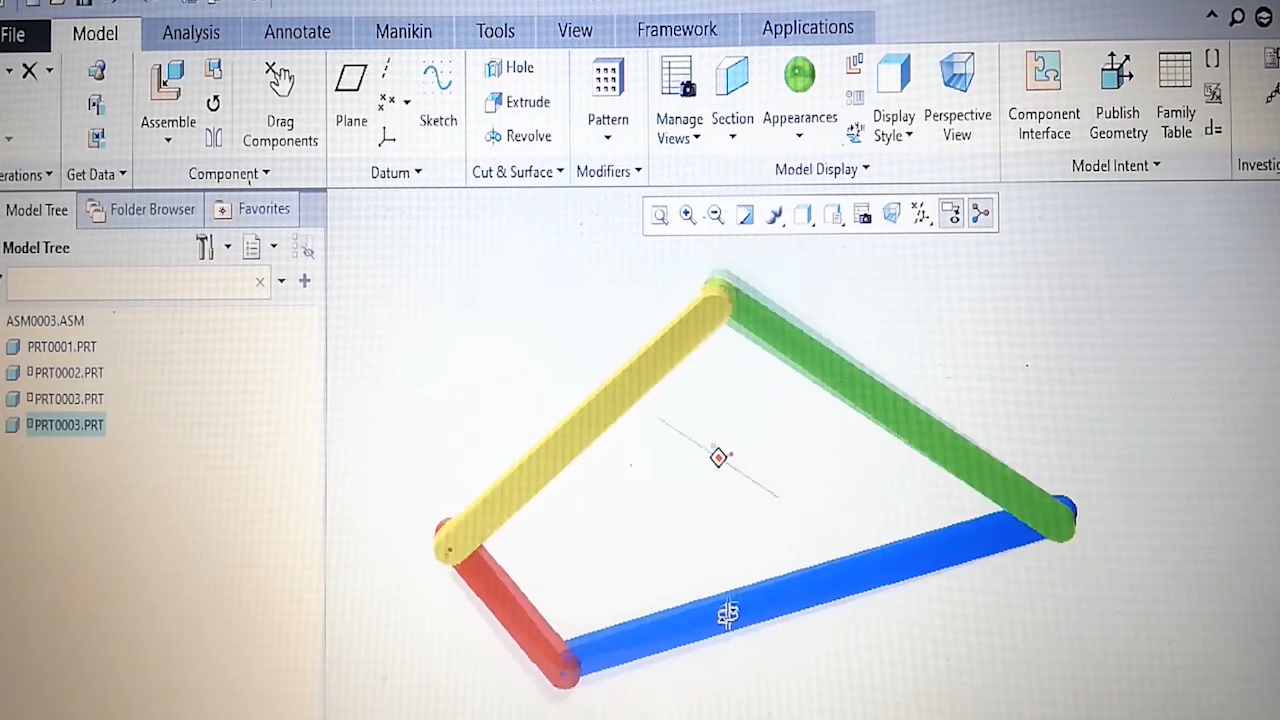 File Model Analysis Annotate Manikin Tools View Framework Applications
Assemble
Drag
Components
Plane
Sketch
Hole
Extrude
Revolve
Pattern
Manage
Views
Section
Appearances
Display
Style
Perspective
View
Component
Interface
Publish
Geometry
Family
Table
d=
erations Get Data Component Datum Cut & Surface Modifiers Model Display Model Intent Investig
Model Tree Folder Browser Favorites
Model Tree
ASM0003.ASM
PRT0001.PRT
PRT0002.PRT
PRT0003.PRT
PRT0003.PRT